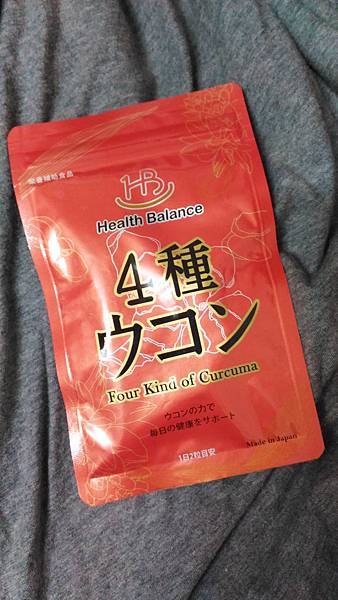 栄養補助食品
HB
Health Balance
4種
ウコン
Four Kind of Curcuma
ウコンの力で
毎日の健康をサポート
Made in Japan
1日2粒目安